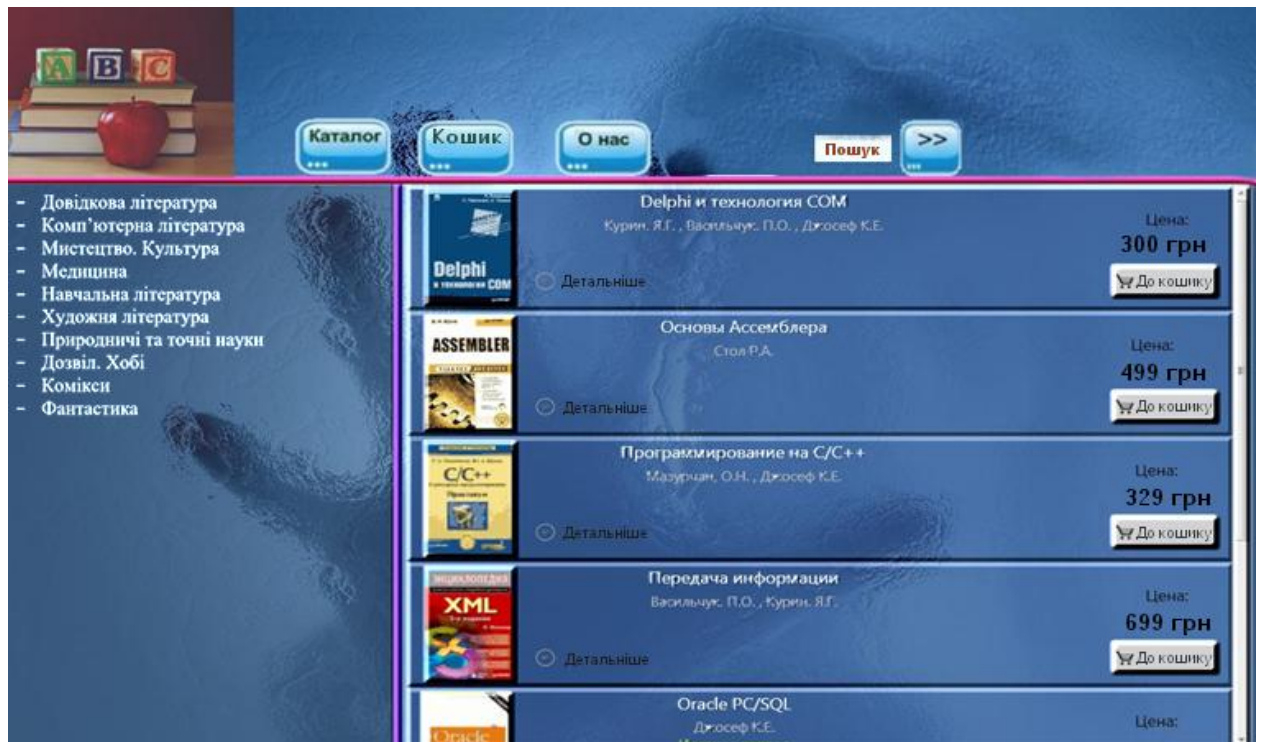 A B C
Каталог
Кошик
О нас
Пошук
>>
- Довідкова література
- Комп’ютерна література
- Мистецтво. Культура
- Медицина
- Навчальна література
- Художня література
- Природничі та точні науки
- Дозвіл. Хобі
- Комікси
- Фантастика
Delphi
и технология COM
Delphi и технология COM
Курин. Я.Г. , Васильчук. П.О. , Джосеф К.Е.
Детальніше
Цена:
300 грн
До кошику
ASSEMBLER
Основы Ассемблера
Стол Р.А.
Детальніше
Цена:
499 грн
До кошику
C/C++
Программирование на C/C++
Мазурчан, О.Н. , Джосеф К.Е.
Детальніше
Цена:
329 грн
До кошику
ЭНЦИКЛОПЕДИЯ
XML
Передача информации
Васильчук. П.О. , Курин. Я.Г.
Детальніше
Цена:
699 грн
До кошику
Oracle
Oracle PC/SQL
Джосеф К.Е.
Цена: